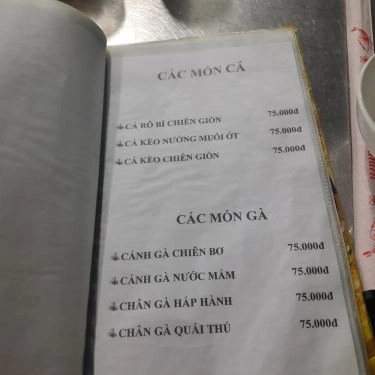 CÁC MÓN CÁ
CÁ RÔ BI CHIÊN GIÒN 75.000đ
CÁ KÈO NƯỚNG MUỐI ỚT 75.000đ
CÁ KÈO CHIÊN GIÒN 75.000đ
CÁC MÓN GÀ
CÁNH GÀ CHIÊN BƠ 75.000đ
CÁNH GÀ NƯỚC MẮM 75.000đ
CHÂN GÀ HẤP HÀNH 75.000đ
CHÂN GÀ QUÁI THÚ 75.000đ